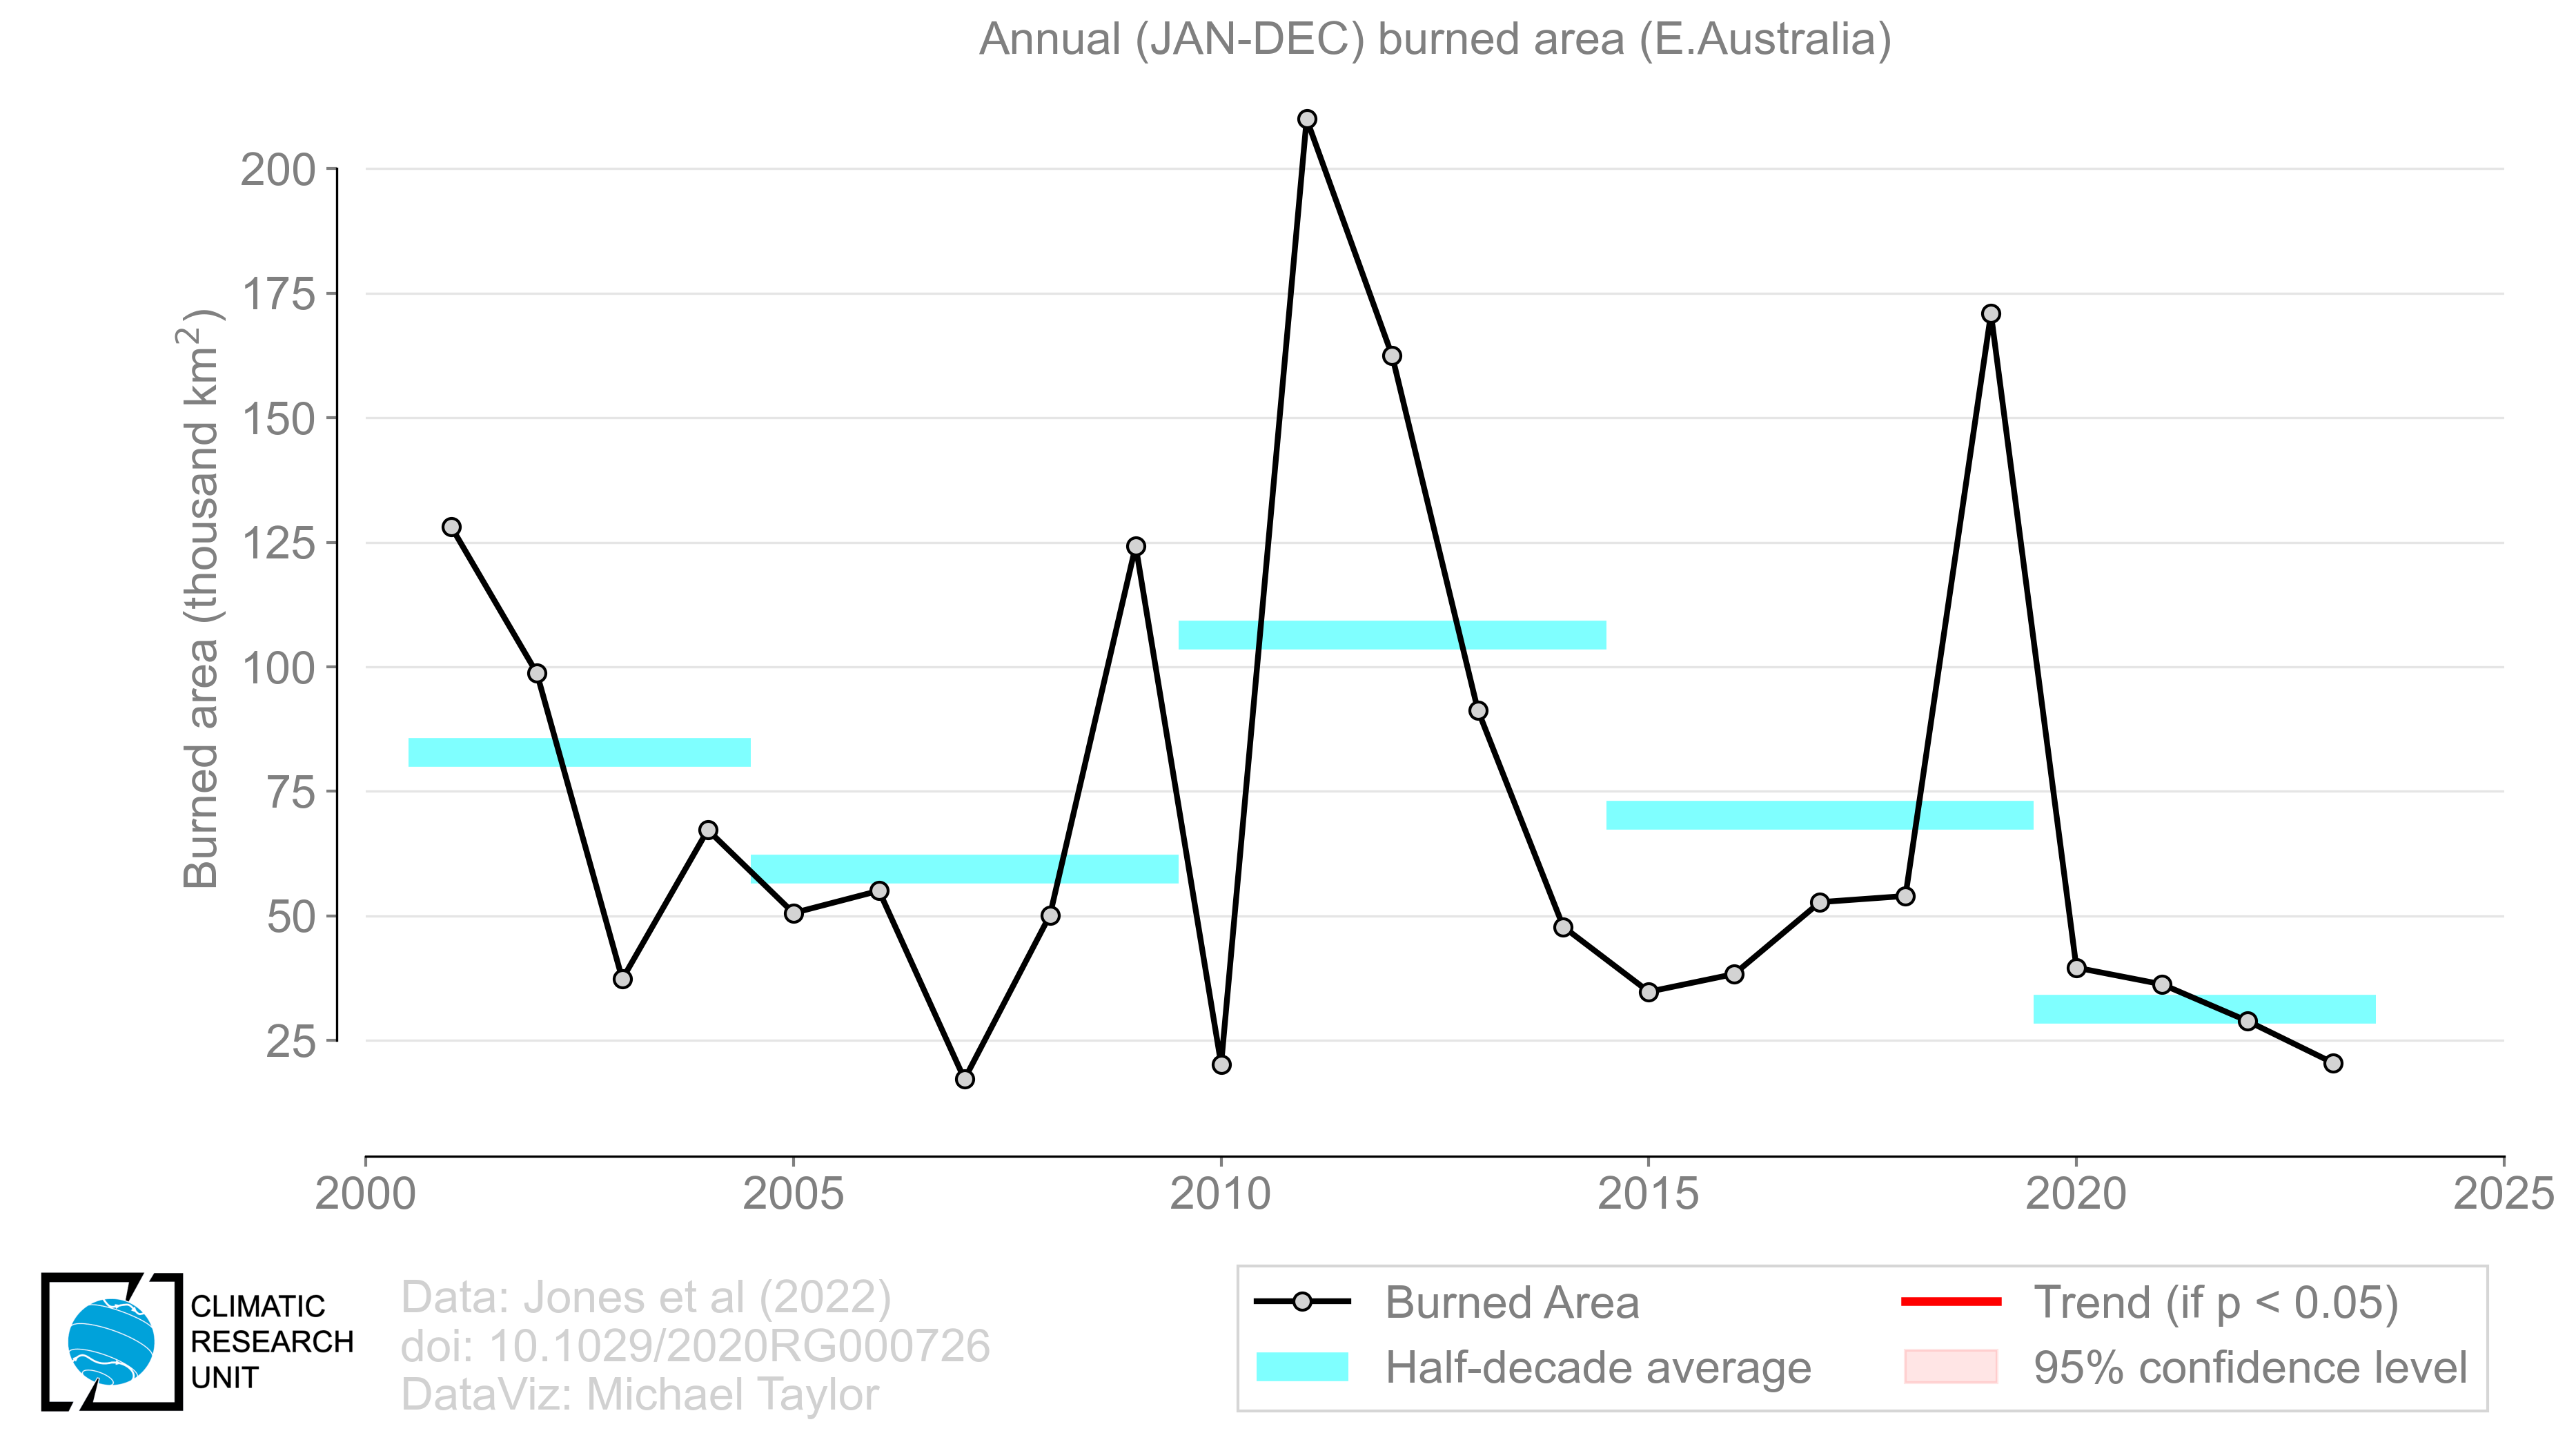 Annual (JAN-DEC) burned area (E.Australia)
Burned area (thousand km²)
200
175
150
125
100
75
50
25
2000
2005
2010
2015
2020
2025
CLIMATIC
RESEARCH
UNIT
Data: Jones et al (2022)
doi: 10.1029/2020RG000726
DataViz: Michael Taylor
Burned Area
Half-decade average
Trend (if p < 0.05)
95% confidence level